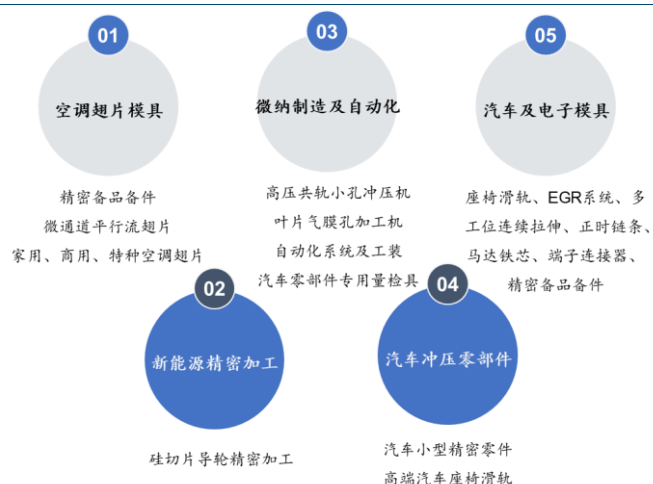 01
空调翅片模具
精密备品备件
微通道平行流翅片
家用、商用、特种空调翅片
02
新能源精密加工
硅切片导轮精密加工
03
微纳制造及自动化
高压共轨小孔冲压机
叶片气膜孔加工机
自动化系统及工装
汽车零部件专用量检具
04
汽车冲压零部件
汽车小型精密零件
高端汽车座椅滑轨
05
汽车及电子模具
座椅滑轨、EGR系统、多
工位连续拉伸、正时链条、
马达铁芯、端子连接器、
精密备品备件